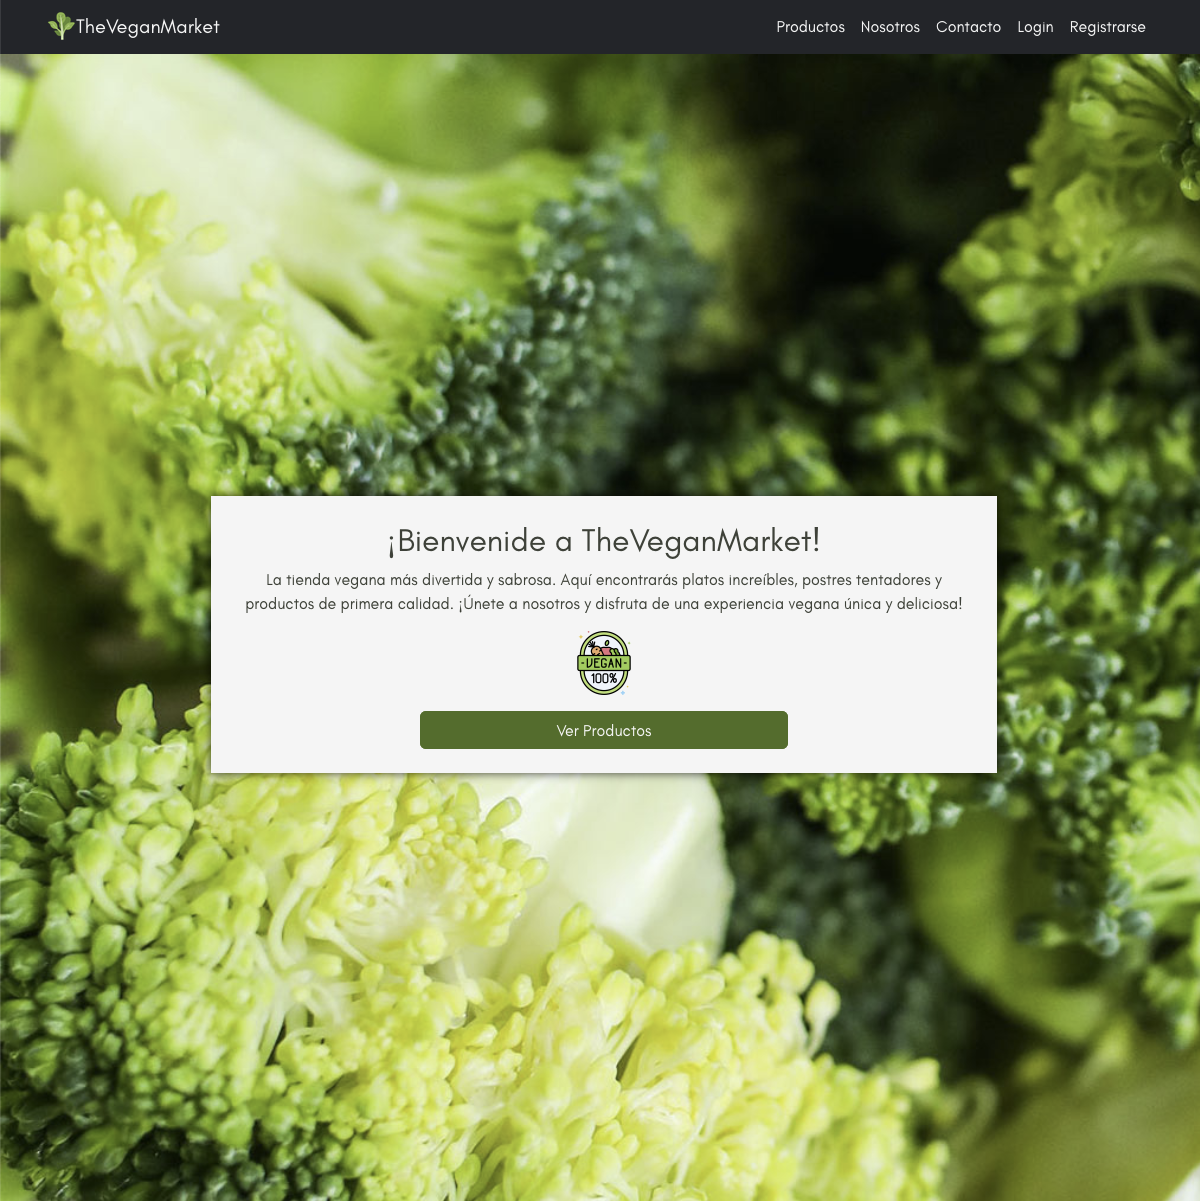 TheVeganMarket
Productos Nosotros Contacto Login Registrarse
¡Bienvenide a TheVeganMarket!
La tienda vegana más divertida y sabrosa. Aquí encontrarás platos increíbles, postres tentadores y
productos de primera calidad. ¡Únete a nosotros y disfruta de una experiencia vegana única y deliciosa!
·VEGAN·
100%
Ver Productos